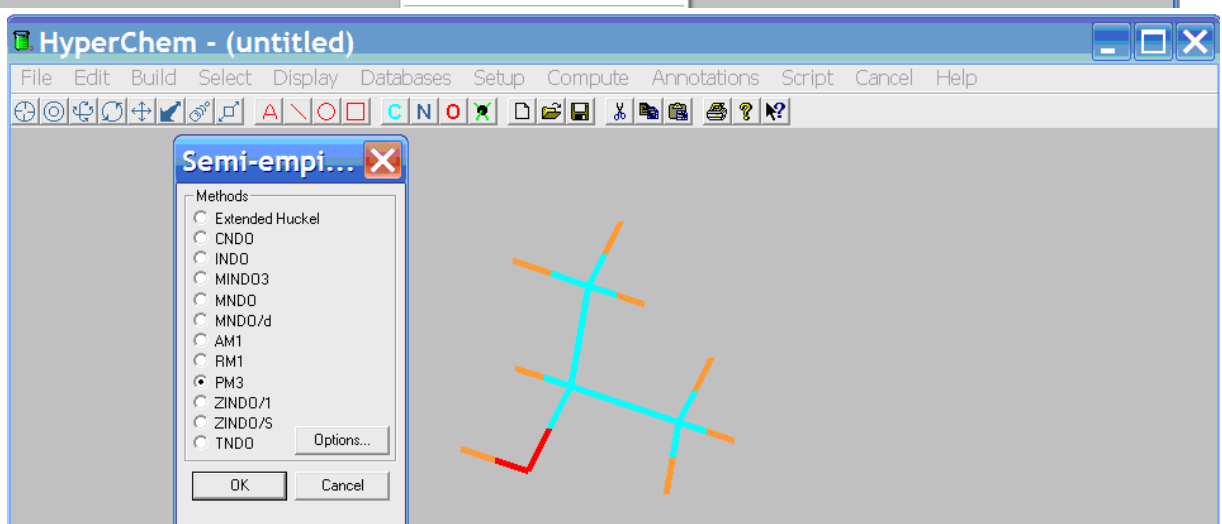 HyperChem - (untitled)
File Edit Build Select Display Databases Setup Compute Annotations Script Cancel Help
A C N O ? ?
Semi-empi...
Methods
Extended Huckel
CNDO
INDO
MINDO3
MNDO
MNDO/d
AM1
RM1
PM3
ZINDO/1
ZINDO/S
TNDO Options...
OK Cancel